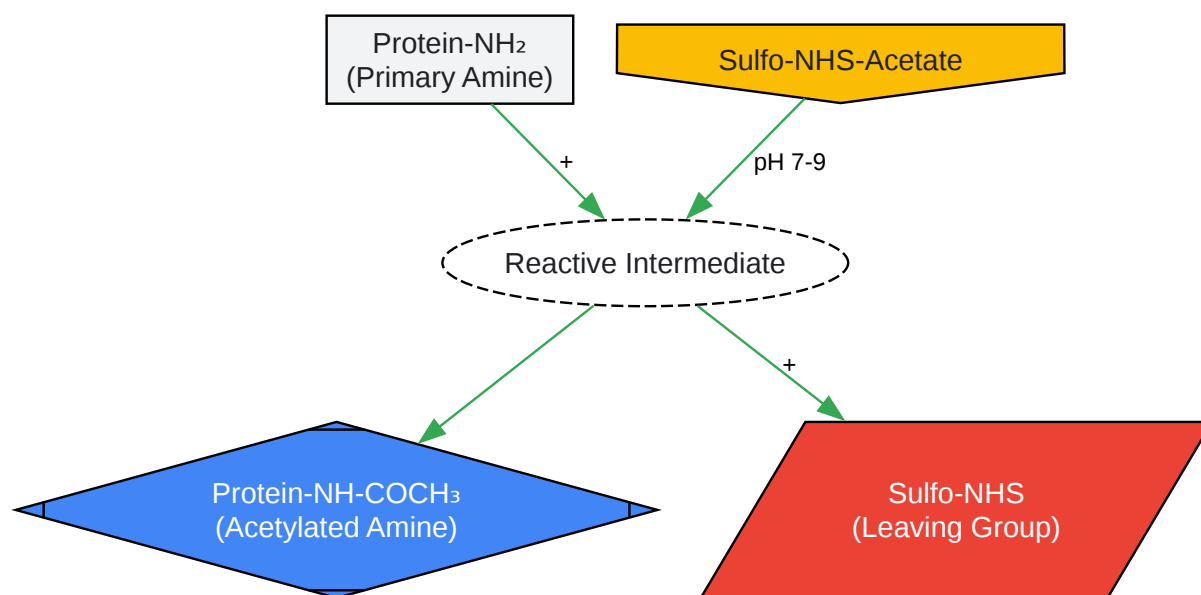 Protein-NH₂
(Primary Amine)
Sulfo-NHS-Acetate
+
pH 7-9
Reactive Intermediate
+
Protein-NH-COCH₃
(Acetylated Amine)
Sulfo-NHS
(Leaving Group)